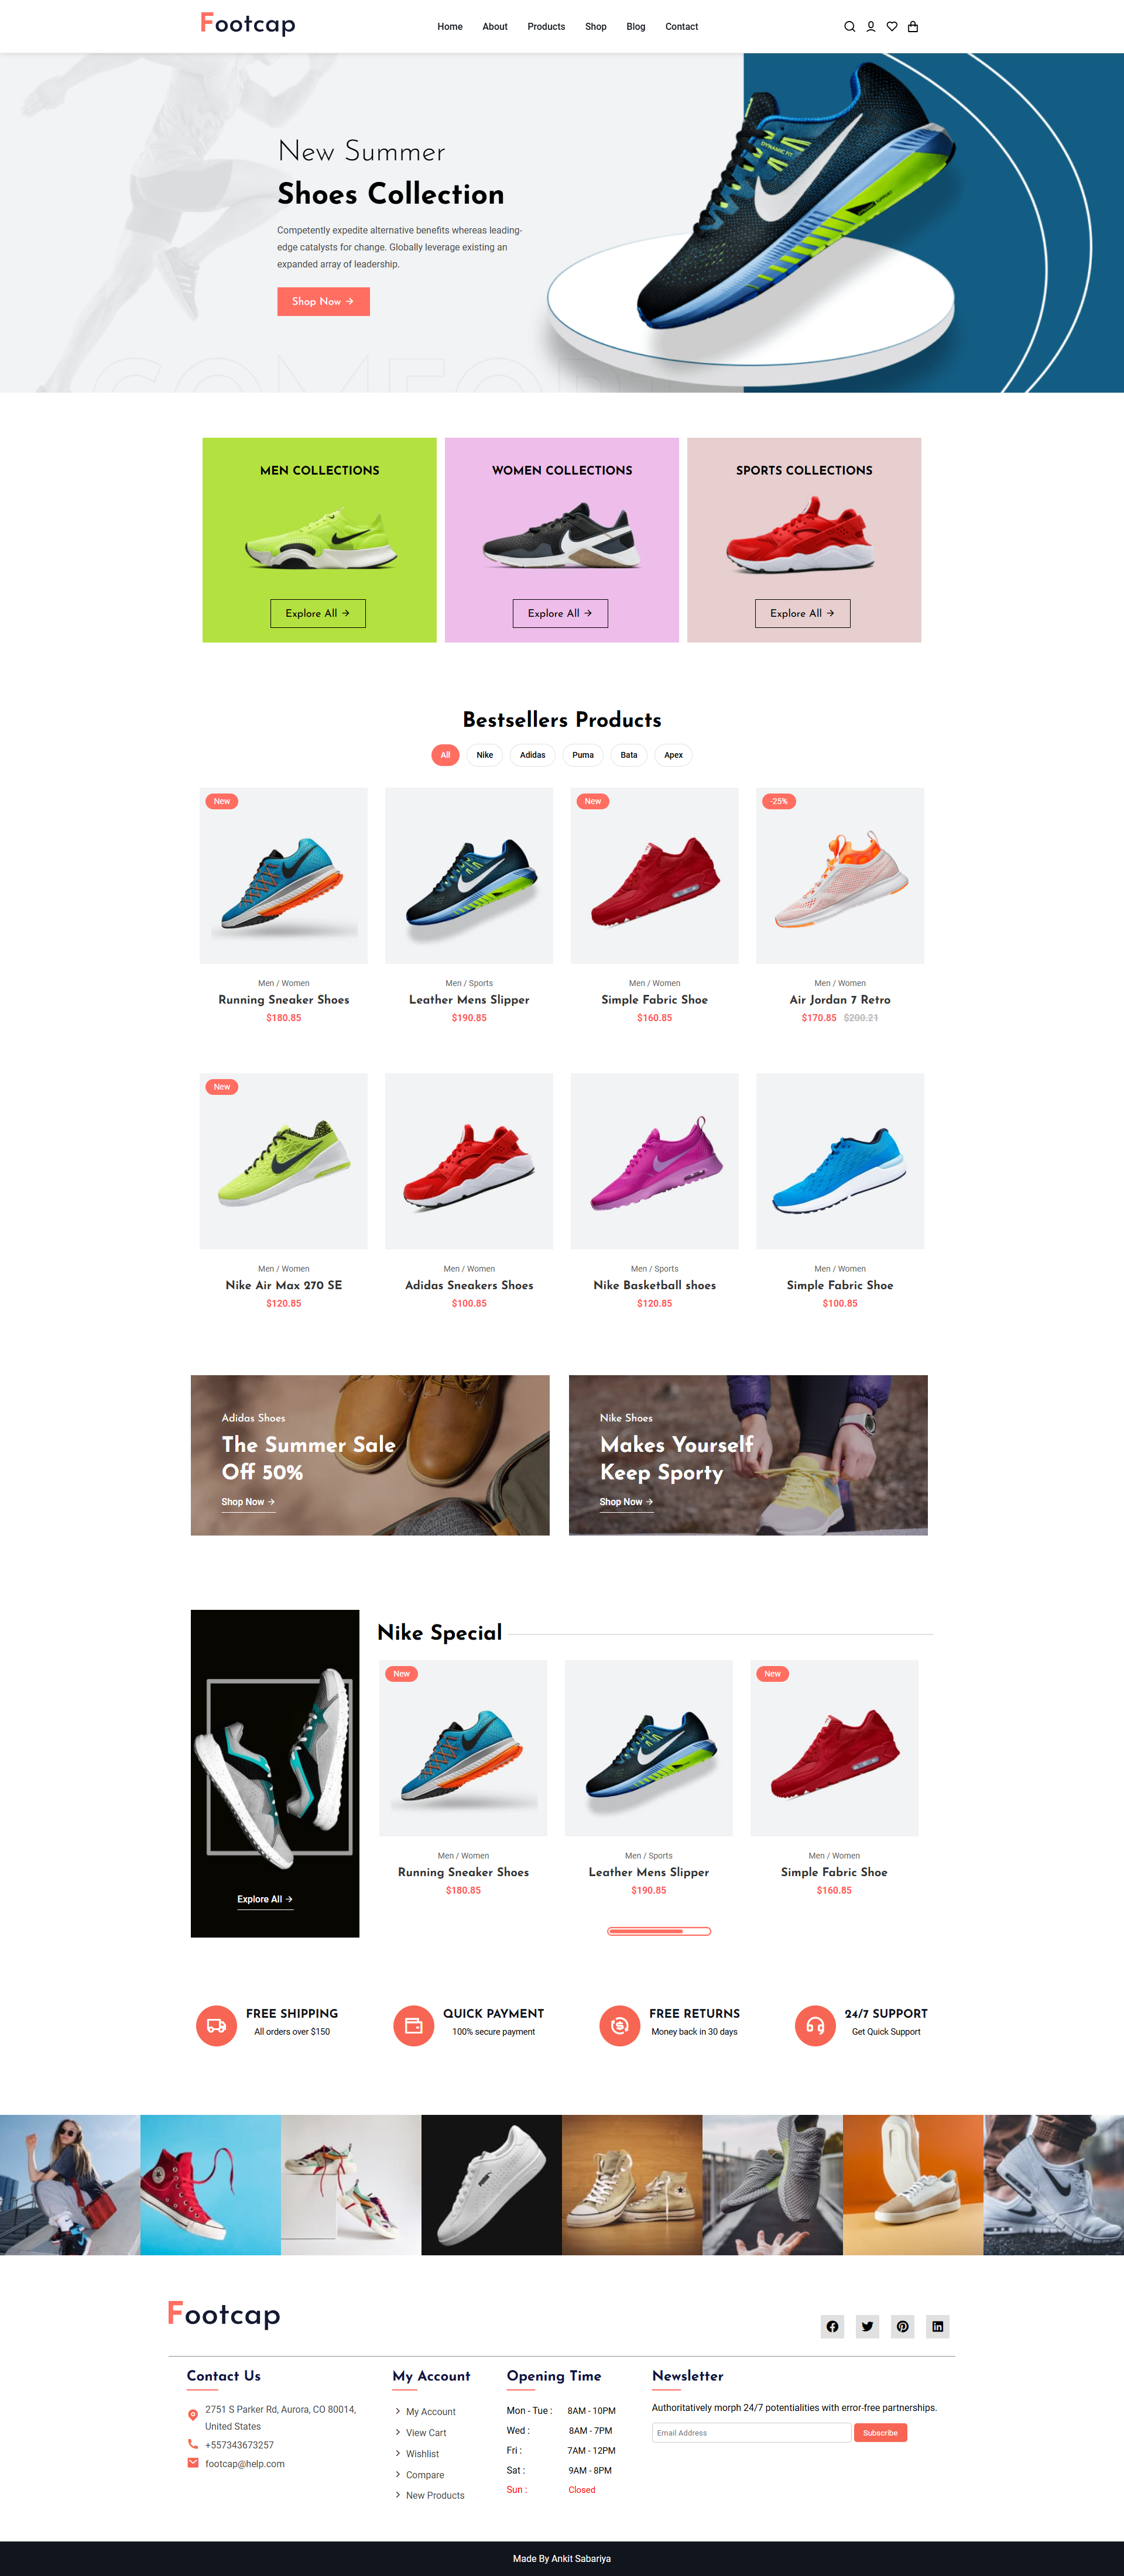 Footcap
Home About Products Shop Blog Contact
New Summer
Shoes Collection
Competently expedite alternative benefits whereas leading-
edge catalysts for change. Globally leverage existing an
expanded array of leadership.
Shop Now →
COMFORT
DYNAMIC FIT
MEN COLLECTIONS
Explore All →
WOMEN COLLECTIONS
Explore All →
SPORTS COLLECTIONS
Explore All →
Bestsellers Products
All Nike Adidas Puma Bata Apex
New
Men / Women
Running Sneaker Shoes
$180.85
Men / Sports
Leather Mens Slipper
$190.85
New
Men / Women
Simple Fabric Shoe
$160.85
-25%
Men / Women
Air Jordan 7 Retro
$170.85 $200.21
New
Men / Women
Nike Air Max 270 SE
$120.85
Men / Women
Adidas Sneakers Shoes
$100.85
Men / Sports
Nike Basketball shoes
$120.85
Men / Women
Simple Fabric Shoe
$100.85
Adidas Shoes
The Summer Sale
Off 50%
Shop Now →
Nike Shoes
Makes Yourself
Keep Sporty
Shop Now →
Explore All →
Nike Special
New
Men / Women
Running Sneaker Shoes
$180.85
Men / Sports
Leather Mens Slipper
$190.85
New
Men / Women
Simple Fabric Shoe
$160.85
FREE SHIPPING
All orders over $150
QUICK PAYMENT
100% secure payment
FREE RETURNS
Money back in 30 days
24/7 SUPPORT
Get Quick Support
Footcap
Contact Us
2751 S Parker Rd, Aurora, CO 80014,
United States
+557343673257
footcap@help.com
My Account
My Account
View Cart
Wishlist
Compare
New Products
Opening Time
Mon - Tue : 8AM - 10PM
Wed : 8AM - 7PM
Fri : 7AM - 12PM
Sat : 9AM - 8PM
Sun : Closed
Newsletter
Authoritatively morph 24/7 potentialities with error-free partnerships.
Email Address Subscribe
Made By Ankit Sabariya